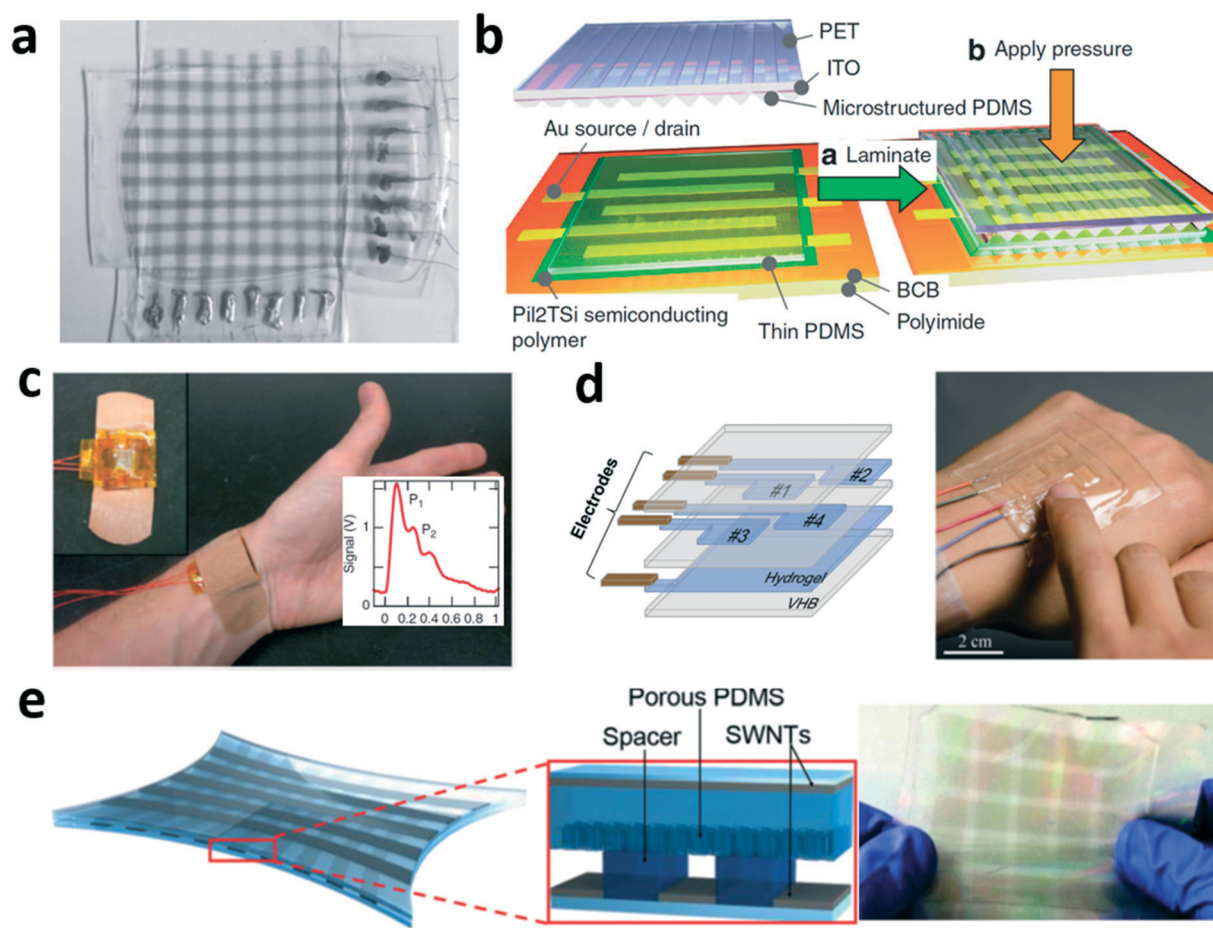 a
b
PET
ITO
Microstructured PDMS
Au source / drain
b
Apply pressure
a Laminate
PiI2TSi semiconducting
polymer
Thin PDMS
BCB
Polyimide
c
Signal (V)
1
0
P1
P2
0 0.2 0.4 0.6 0.8 1
d
Electrodes
#1
#2
#3
#4
Hydrogel
VHB
2 cm
e
Porous PDMS
Spacer
SWNTs